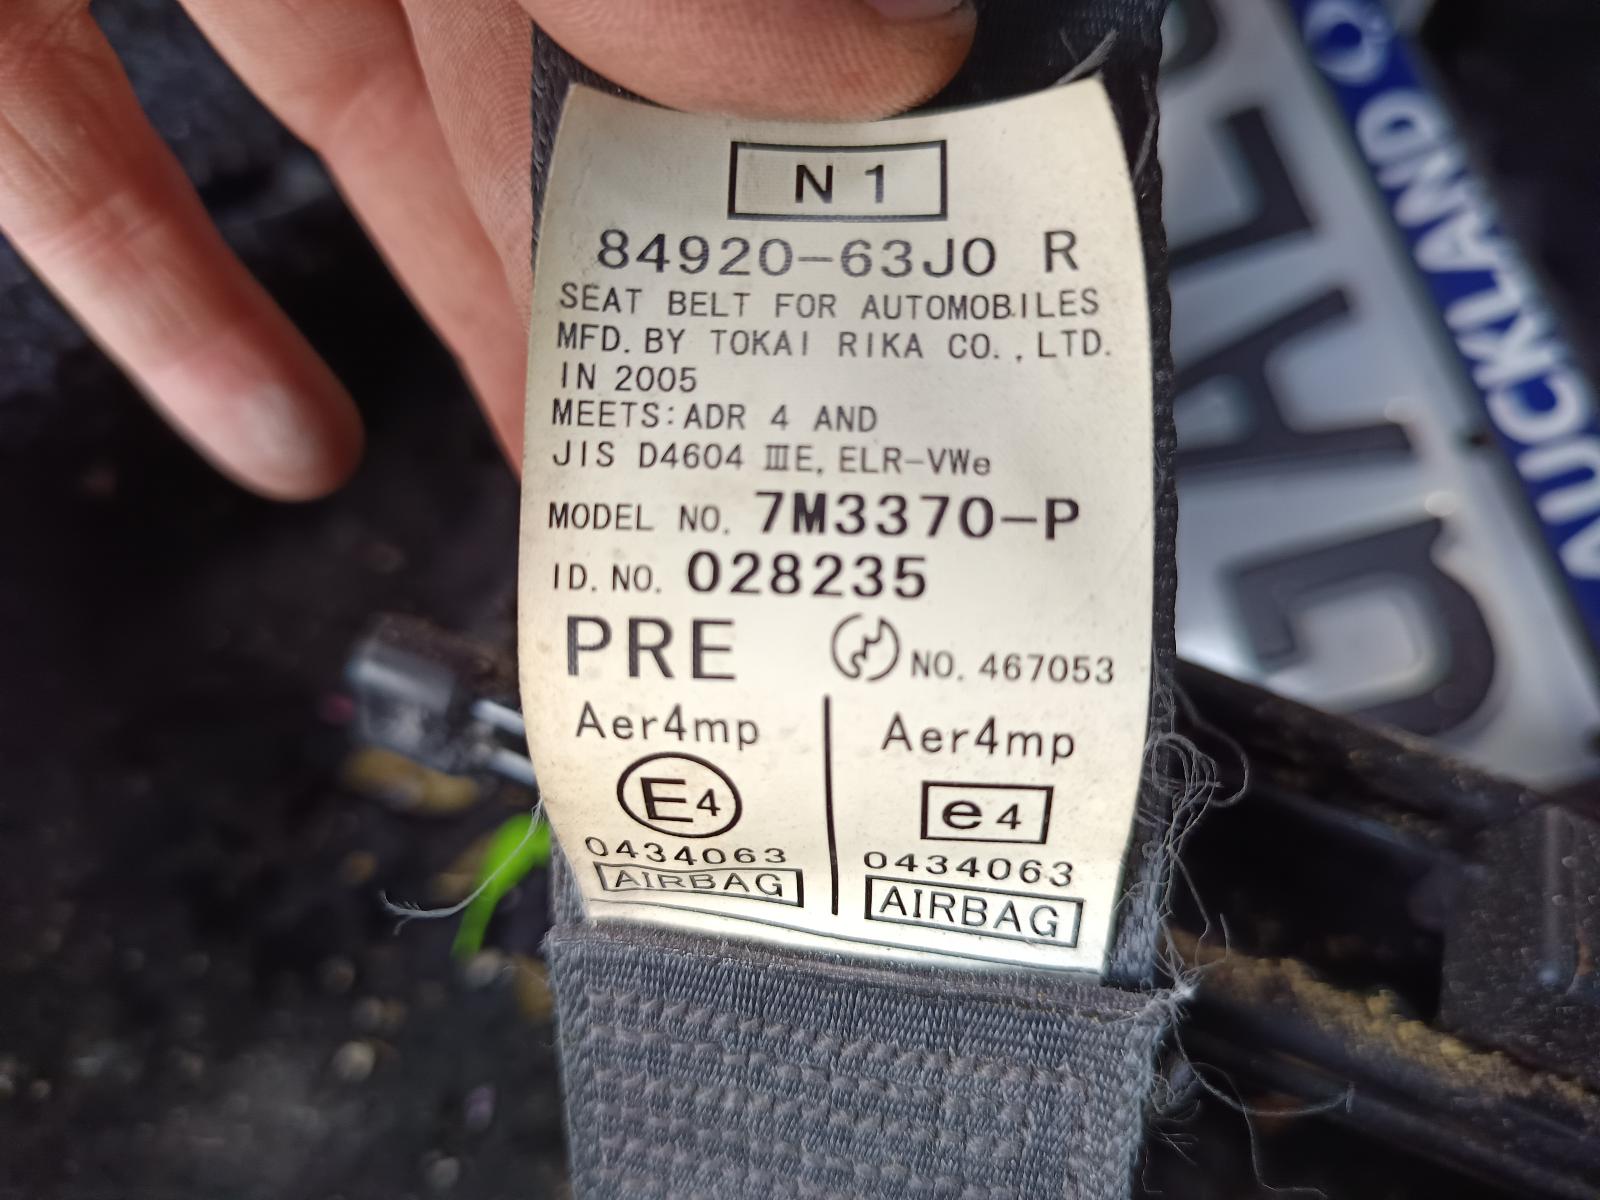 N 1
84920-63J0 R
SEAT BELT FOR AUTOMOBILES
MFD. BY TOKAI RIKA CO., LTD.
IN 2005
MEETS: ADR 4 AND
JIS D4604 ⅢE, ELR-VWe
MODEL NO. 7M3370-P
ID. NO. 028235
PRE NO. 467053
Aer4mp Aer4mp
E4 e4
0434063 0434063
AIRBAG AIRBAG
AUCKLAND